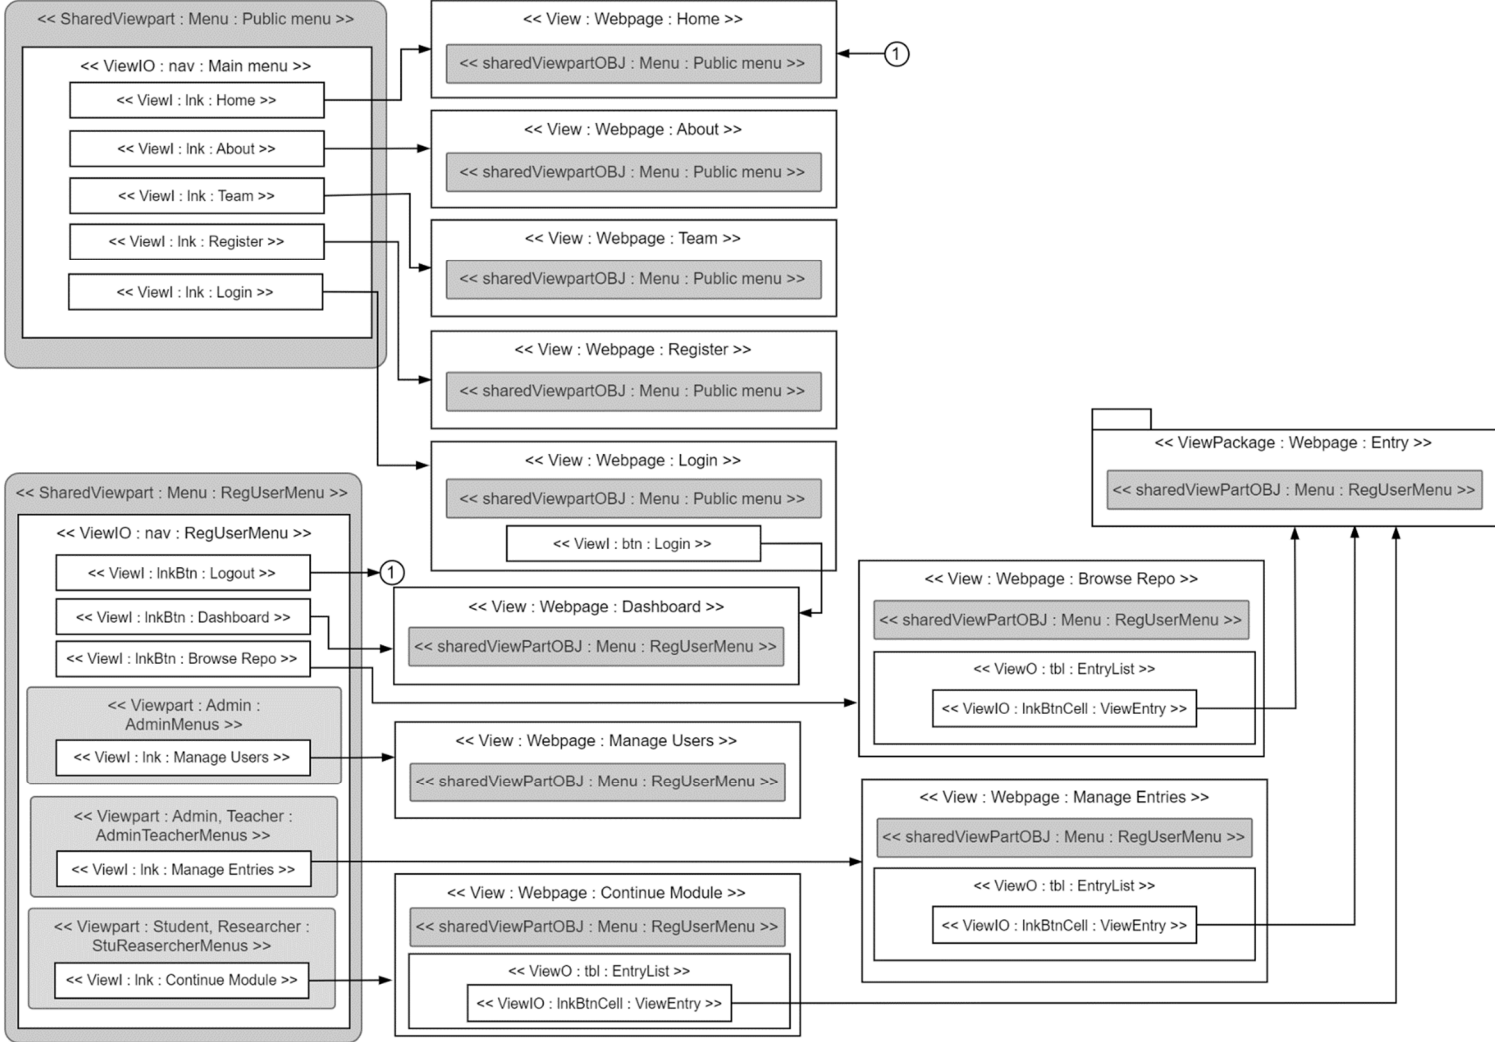 << SharedViewpart : Menu : Public menu >>
<< ViewIO : nav : Main menu >>
<< ViewI : lnk : Home >>
<< ViewI : lnk : About >>
<< ViewI : lnk : Team >>
<< ViewI : lnk : Register >>
<< ViewI : lnk : Login >>
<< View : Webpage : Home >>
<< sharedViewpartOBJ : Menu : Public menu >>
1
<< View : Webpage : About >>
<< sharedViewpartOBJ : Menu : Public menu >>
<< View : Webpage : Team >>
<< sharedViewpartOBJ : Menu : Public menu >>
<< View : Webpage : Register >>
<< sharedViewpartOBJ : Menu : Public menu >>
<< View : Webpage : Login >>
<< sharedViewpartOBJ : Menu : Public menu >>
<< ViewI : btn : Login >>
<< ViewPackage : Webpage : Entry >>
<< sharedViewPartOBJ : Menu : RegUserMenu >>
<< SharedViewpart : Menu : RegUserMenu >>
<< ViewIO : nav : RegUserMenu >>
<< ViewI : lnkBtn : Logout >>
1
<< ViewI : lnkBtn : Dashboard >>
<< ViewI : lnkBtn : Browse Repo >>
<< Viewpart : Admin :
AdminMenus >>
<< ViewI : lnk : Manage Users >>
<< Viewpart : Admin, Teacher :
AdminTeacherMenus >>
<< ViewI : lnk : Manage Entries >>
<< Viewpart : Student, Researcher :
StuReasercherMenus >>
<< ViewI : lnk : Continue Module >>
<< View : Webpage : Dashboard >>
<< sharedViewPartOBJ : Menu : RegUserMenu >>
<< View : Webpage : Manage Users >>
<< sharedViewPartOBJ : Menu : RegUserMenu >>
<< View : Webpage : Continue Module >>
<< sharedViewPartOBJ : Menu : RegUserMenu >>
<< ViewO : tbl : EntryList >>
<< ViewIO : lnkBtnCell : ViewEntry >>
<< View : Webpage : Browse Repo >>
<< sharedViewPartOBJ : Menu : RegUserMenu >>
<< ViewO : tbl : EntryList >>
<< ViewIO : lnkBtnCell : ViewEntry >>
<< View : Webpage : Manage Entries >>
<< sharedViewPartOBJ : Menu : RegUserMenu >>
<< ViewO : tbl : EntryList >>
<< ViewIO : lnkBtnCell : ViewEntry >>